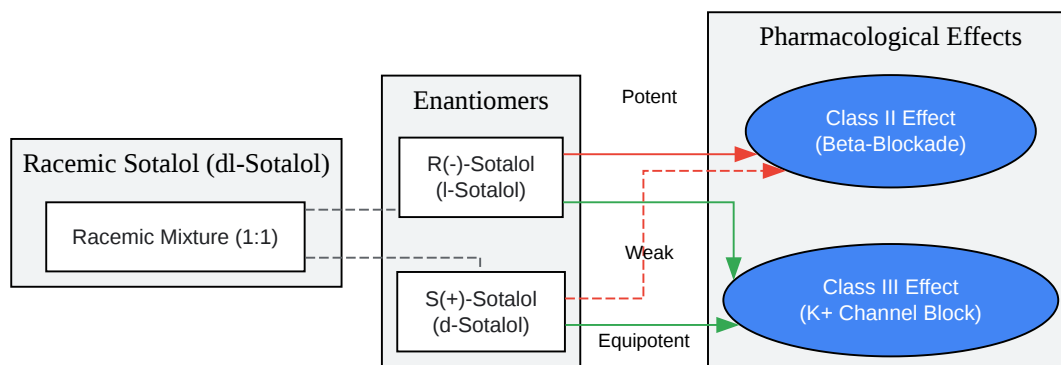 Racemic Sotalol (dl-Sotalol)
Racemic Mixture (1:1)
Enantiomers
R(-)-Sotalol
(l-Sotalol)
S(+)-Sotalol
(d-Sotalol)
Potent
Weak
Equipotent
Pharmacological Effects
Class II Effect
(Beta-Blockade)
Class III Effect
(K+ Channel Block)